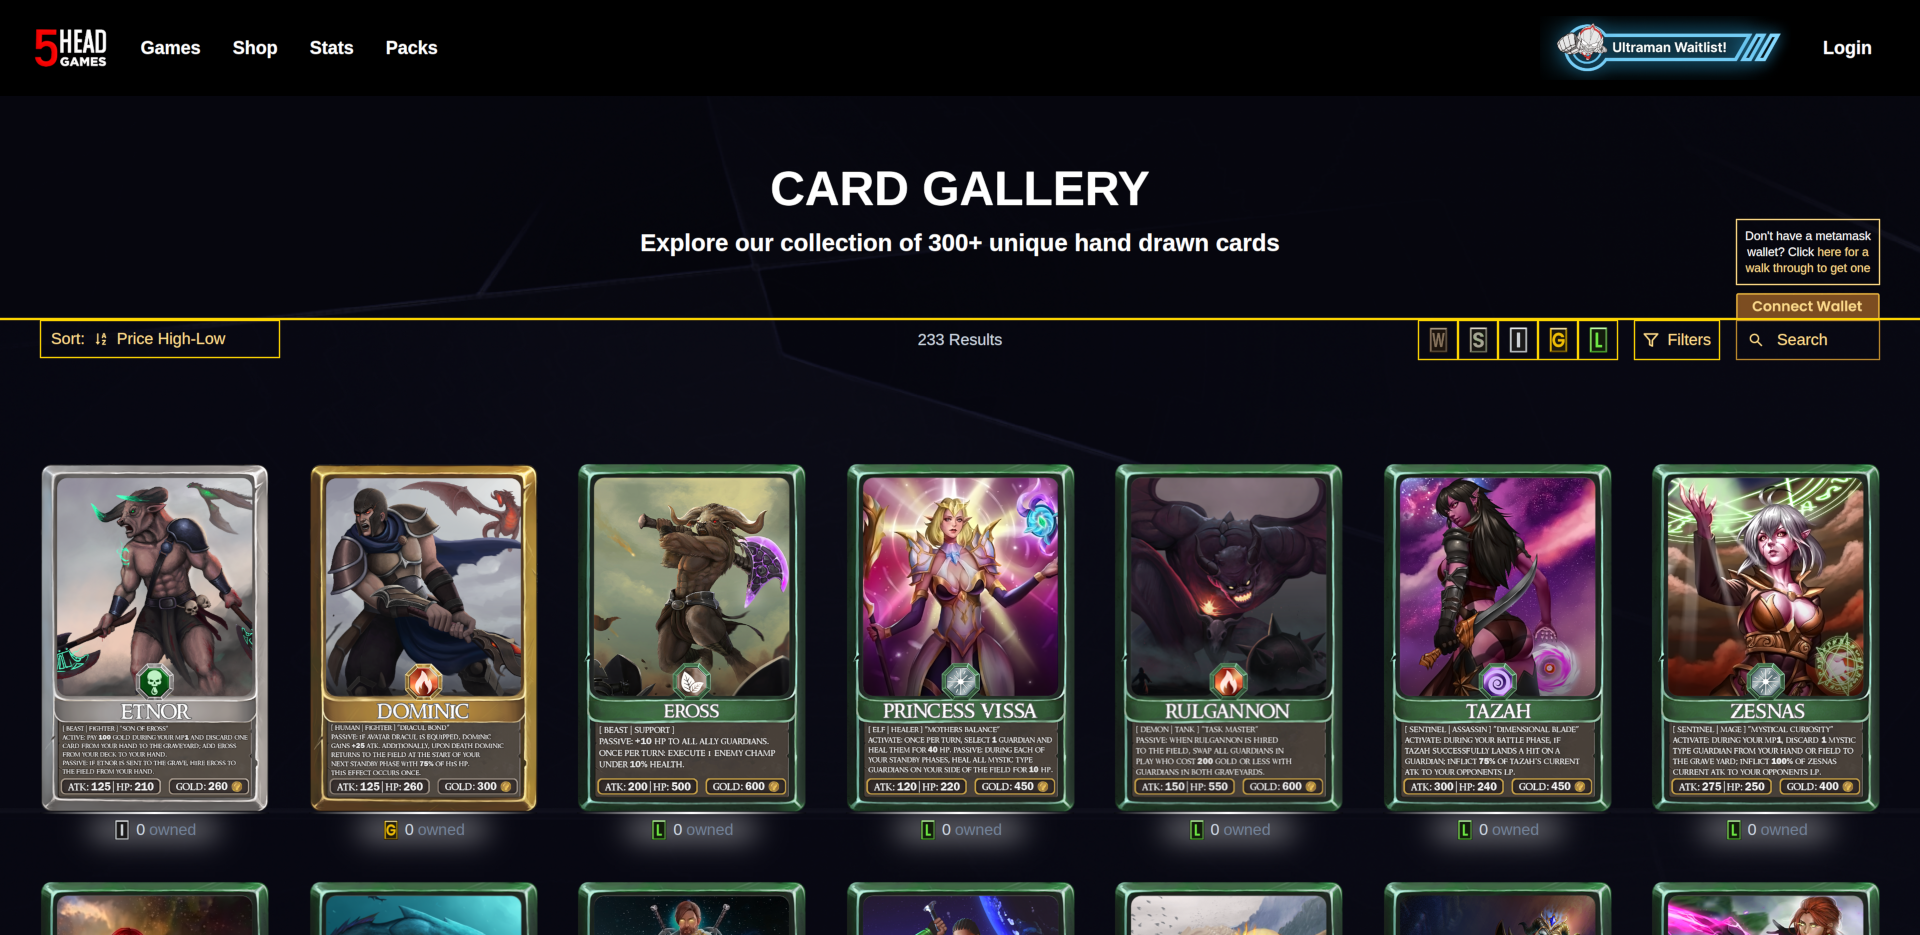 5HEAD
GAMES
Games
Shop
Stats
Packs
Ultraman Waitlist!
Login
CARD GALLERY
Explore our collection of 300+ unique hand drawn cards
Don't have a metamask
wallet? Click here for a
walk through to get one
Connect Wallet
Sort: Price High-Low
233 Results
W S I G L
Filters
Search
ETNOR
[ BEAST | FIGHTER ] "SON OF EROSS"
ACTIVE: PAY 100 GOLD DURING YOUR MP1 AND DISCARD ONE
CARD FROM YOUR HAND TO THE GRAVEYARD; ADD EROSS
FROM YOUR DECK TO YOUR HAND.
PASSIVE: IF ETNOR IS SENT TO THE GRAVE, HIRE EROSS TO
THE FIELD FROM YOUR HAND
ATK: 125 | HP: 210
GOLD: 260
I 0 owned
DOMINIC
[ HUMAN | FIGHTER ] "DRACUL BOND"
PASSIVE: IF AVATAR DRACUL IS EQUIPPED, DOMINIC
GAINS +25 ATK. ADDITIONALLY, UPON DEATH DOMINIC
RETURNS TO THE FIELD AT THE START OF YOUR
NEXT STANDBY PHASE WITH 75% OF HIS HP.
THIS EFFECT OCCURS ONCE.
ATK: 125 | HP: 260
GOLD: 300
G 0 owned
EROSS
[ BEAST | SUPPORT ]
PASSIVE: +10 HP TO ALL ALLY GUARDIANS.
ONCE PER TURN: EXECUTE 1 ENEMY CHAMP
UNDER 10% HEALTH.
ATK: 200 | HP: 500
GOLD: 600
L 0 owned
PRINCESS VISSA
[ ELF | HEALER ] "MOTHERS BALANCE"
ACTIVATE: ONCE PER TURN, SELECT 1 GUARDIAN AND
HEAL THEM FOR 40 HP. PASSIVE: DURING EACH OF
YOUR STANDBY PHASES, HEAL ALL MYSTIC TYPE
GUARDIANS ON YOUR SIDE OF THE FIELD FOR 10 HP.
ATK: 120 | HP: 220
GOLD: 450
L 0 owned
RULGANNON
[ DEMON | TANK ] "TASK MASTER"
PASSIVE: WHEN RULGANNON IS HIRED
TO THE FIELD, SWAP ALL GUARDIANS IN
PLAY WHO COST 200 GOLD OR LESS WITH
GUARDIANS IN BOTH GRAVEYARDS.
ATK: 150 | HP: 550
GOLD: 600
L 0 owned
TAZAH
[ SENTINEL | ASSASSIN ] "DIMENSIONAL BLADE"
ACTIVATE: DURING YOUR BATTLE PHASE, IF
TAZAH SUCCESSFULLY LANDS A HIT ON A
GUARDIAN; INFLICT 75% OF TAZAH'S CURRENT
ATK TO YOUR OPPONENTS LP.
ATK: 300 | HP: 240
GOLD: 450
L 0 owned
ZESNAS
[ SENTINEL | MAGE ] "MYSTICAL CURIOSITY"
ACTIVATE: DURING YOUR MP1, DISCARD 1 MYSTIC
TYPE GUARDIAN FROM YOUR HAND OR FIELD TO
THE GRAVE YARD; INFLICT 100% OF ZESNAS
CURRENT ATK TO YOUR OPPONENTS LP.
ATK: 275 | HP: 250
GOLD: 400
L 0 owned